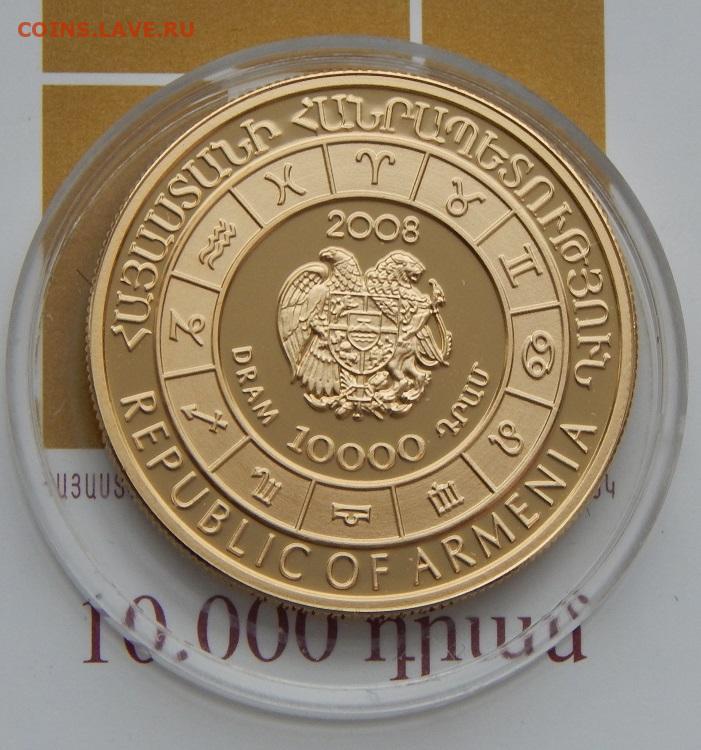 COINS.LAVE.RU
ՀԱՅԱՍՏԱՆԻ ՀԱՆՐԱՊԵՏՈՒԹՅՈՒՆ
2008
DRAM 10000 ԴՐԱՄ
REPUBLIC OF ARMENIA
10.000 դրամ